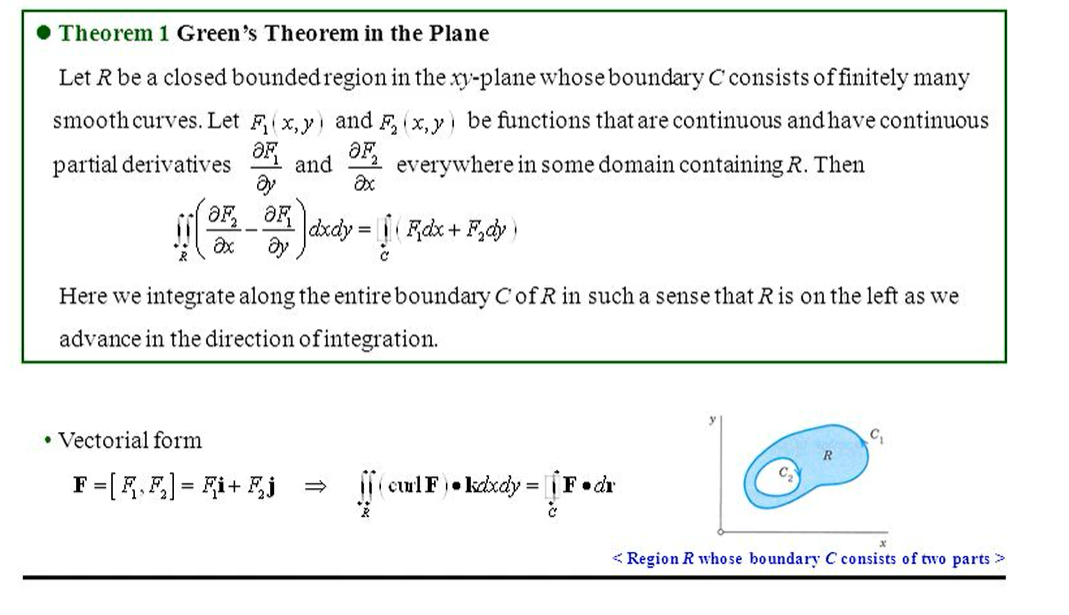 ● Theorem 1 Green's Theorem in the Plane
Let R be a closed bounded region in the xy-plane whose boundary C consists of finitely many
smooth curves. Let F₁(x, y) and F₂(x, y) be functions that are continuous and have continuous
partial derivatives ∂F₁/∂y and ∂F₂/∂x everywhere in some domain containing R. Then
∬_R (∂F₂/∂x − ∂F₁/∂y) dxdy = ∮_C (F₁dx + F₂dy)
Here we integrate along the entire boundary C of R in such a sense that R is on the left as we
advance in the direction of integration.
• Vectorial form
F = [F₁, F₂] = F₁i + F₂j ⇒ ∬_R (curl F)•kdxdy = ∮_C F•dr
y
C₁
R
C₂
x
< Region R whose boundary C consists of two parts >